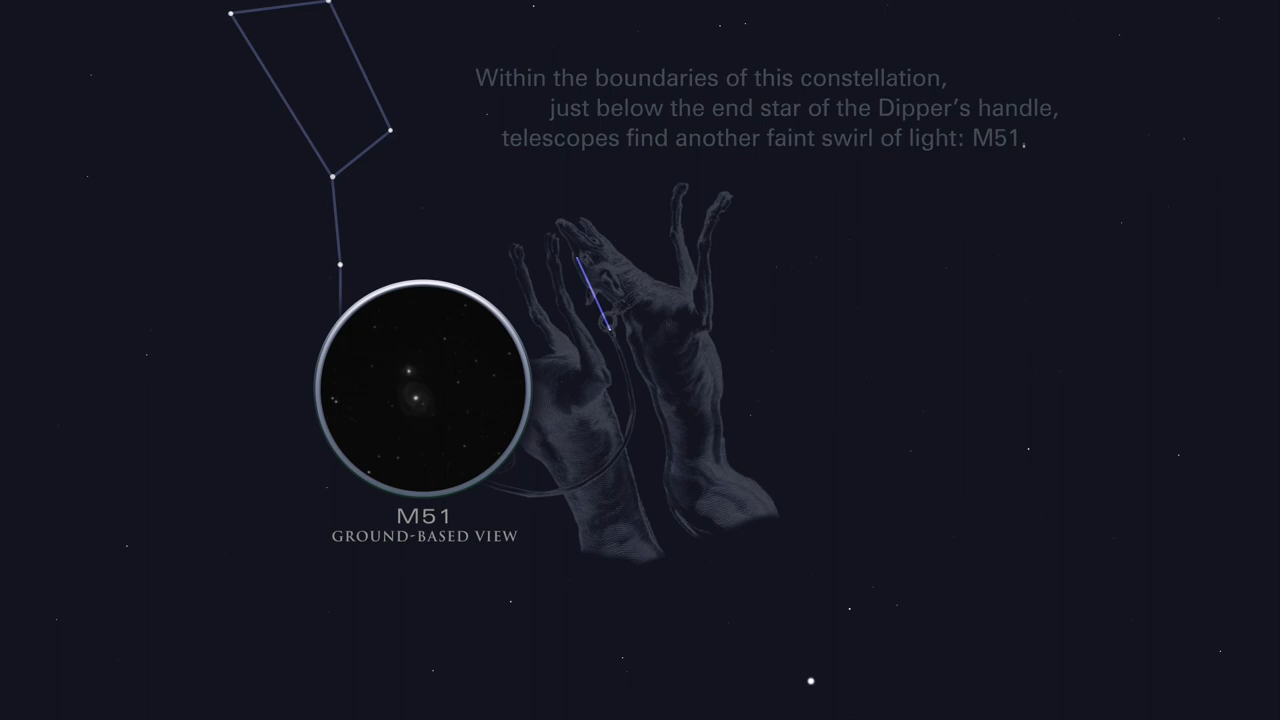 Within the boundaries of this constellation,
just below the end star of the Dipper's handle,
telescopes find another faint swirl of light: M51.
M51
GROUND-BASED VIEW